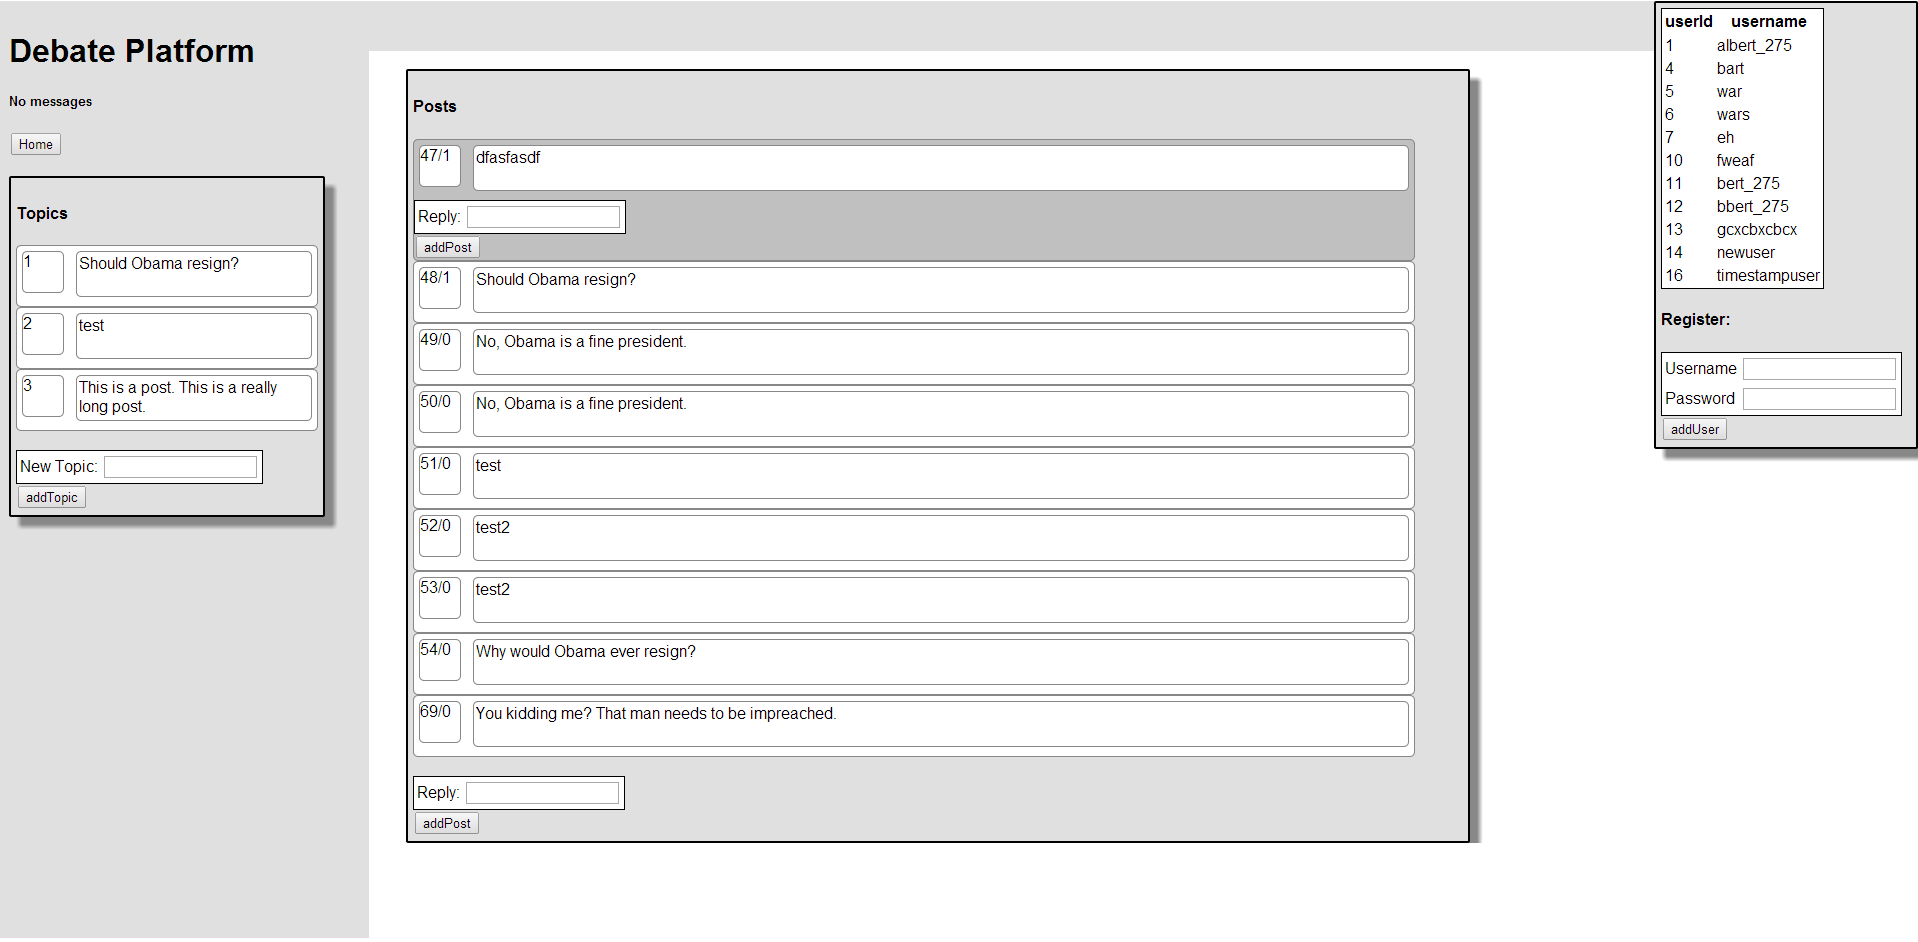 Debate Platform
No messages
Home
Topics
1 Should Obama resign?
2 test
3 This is a post. This is a really
long post.
New Topic:
addTopic
Posts
47/1 dfasfasdf
Reply:
addPost
48/1 Should Obama resign?
49/0 No, Obama is a fine president.
50/0 No, Obama is a fine president.
51/0 test
52/0 test2
53/0 test2
54/0 Why would Obama ever resign?
69/0 You kidding me? That man needs to be impeached.
Reply:
addPost
userId username
1 albert_275
4 bart
5 war
6 wars
7 eh
10 fweaf
11 bert_275
12 bbert_275
13 gcxcbxcbcx
14 newuser
16 timestampuser
Register:
Username
Password
addUser